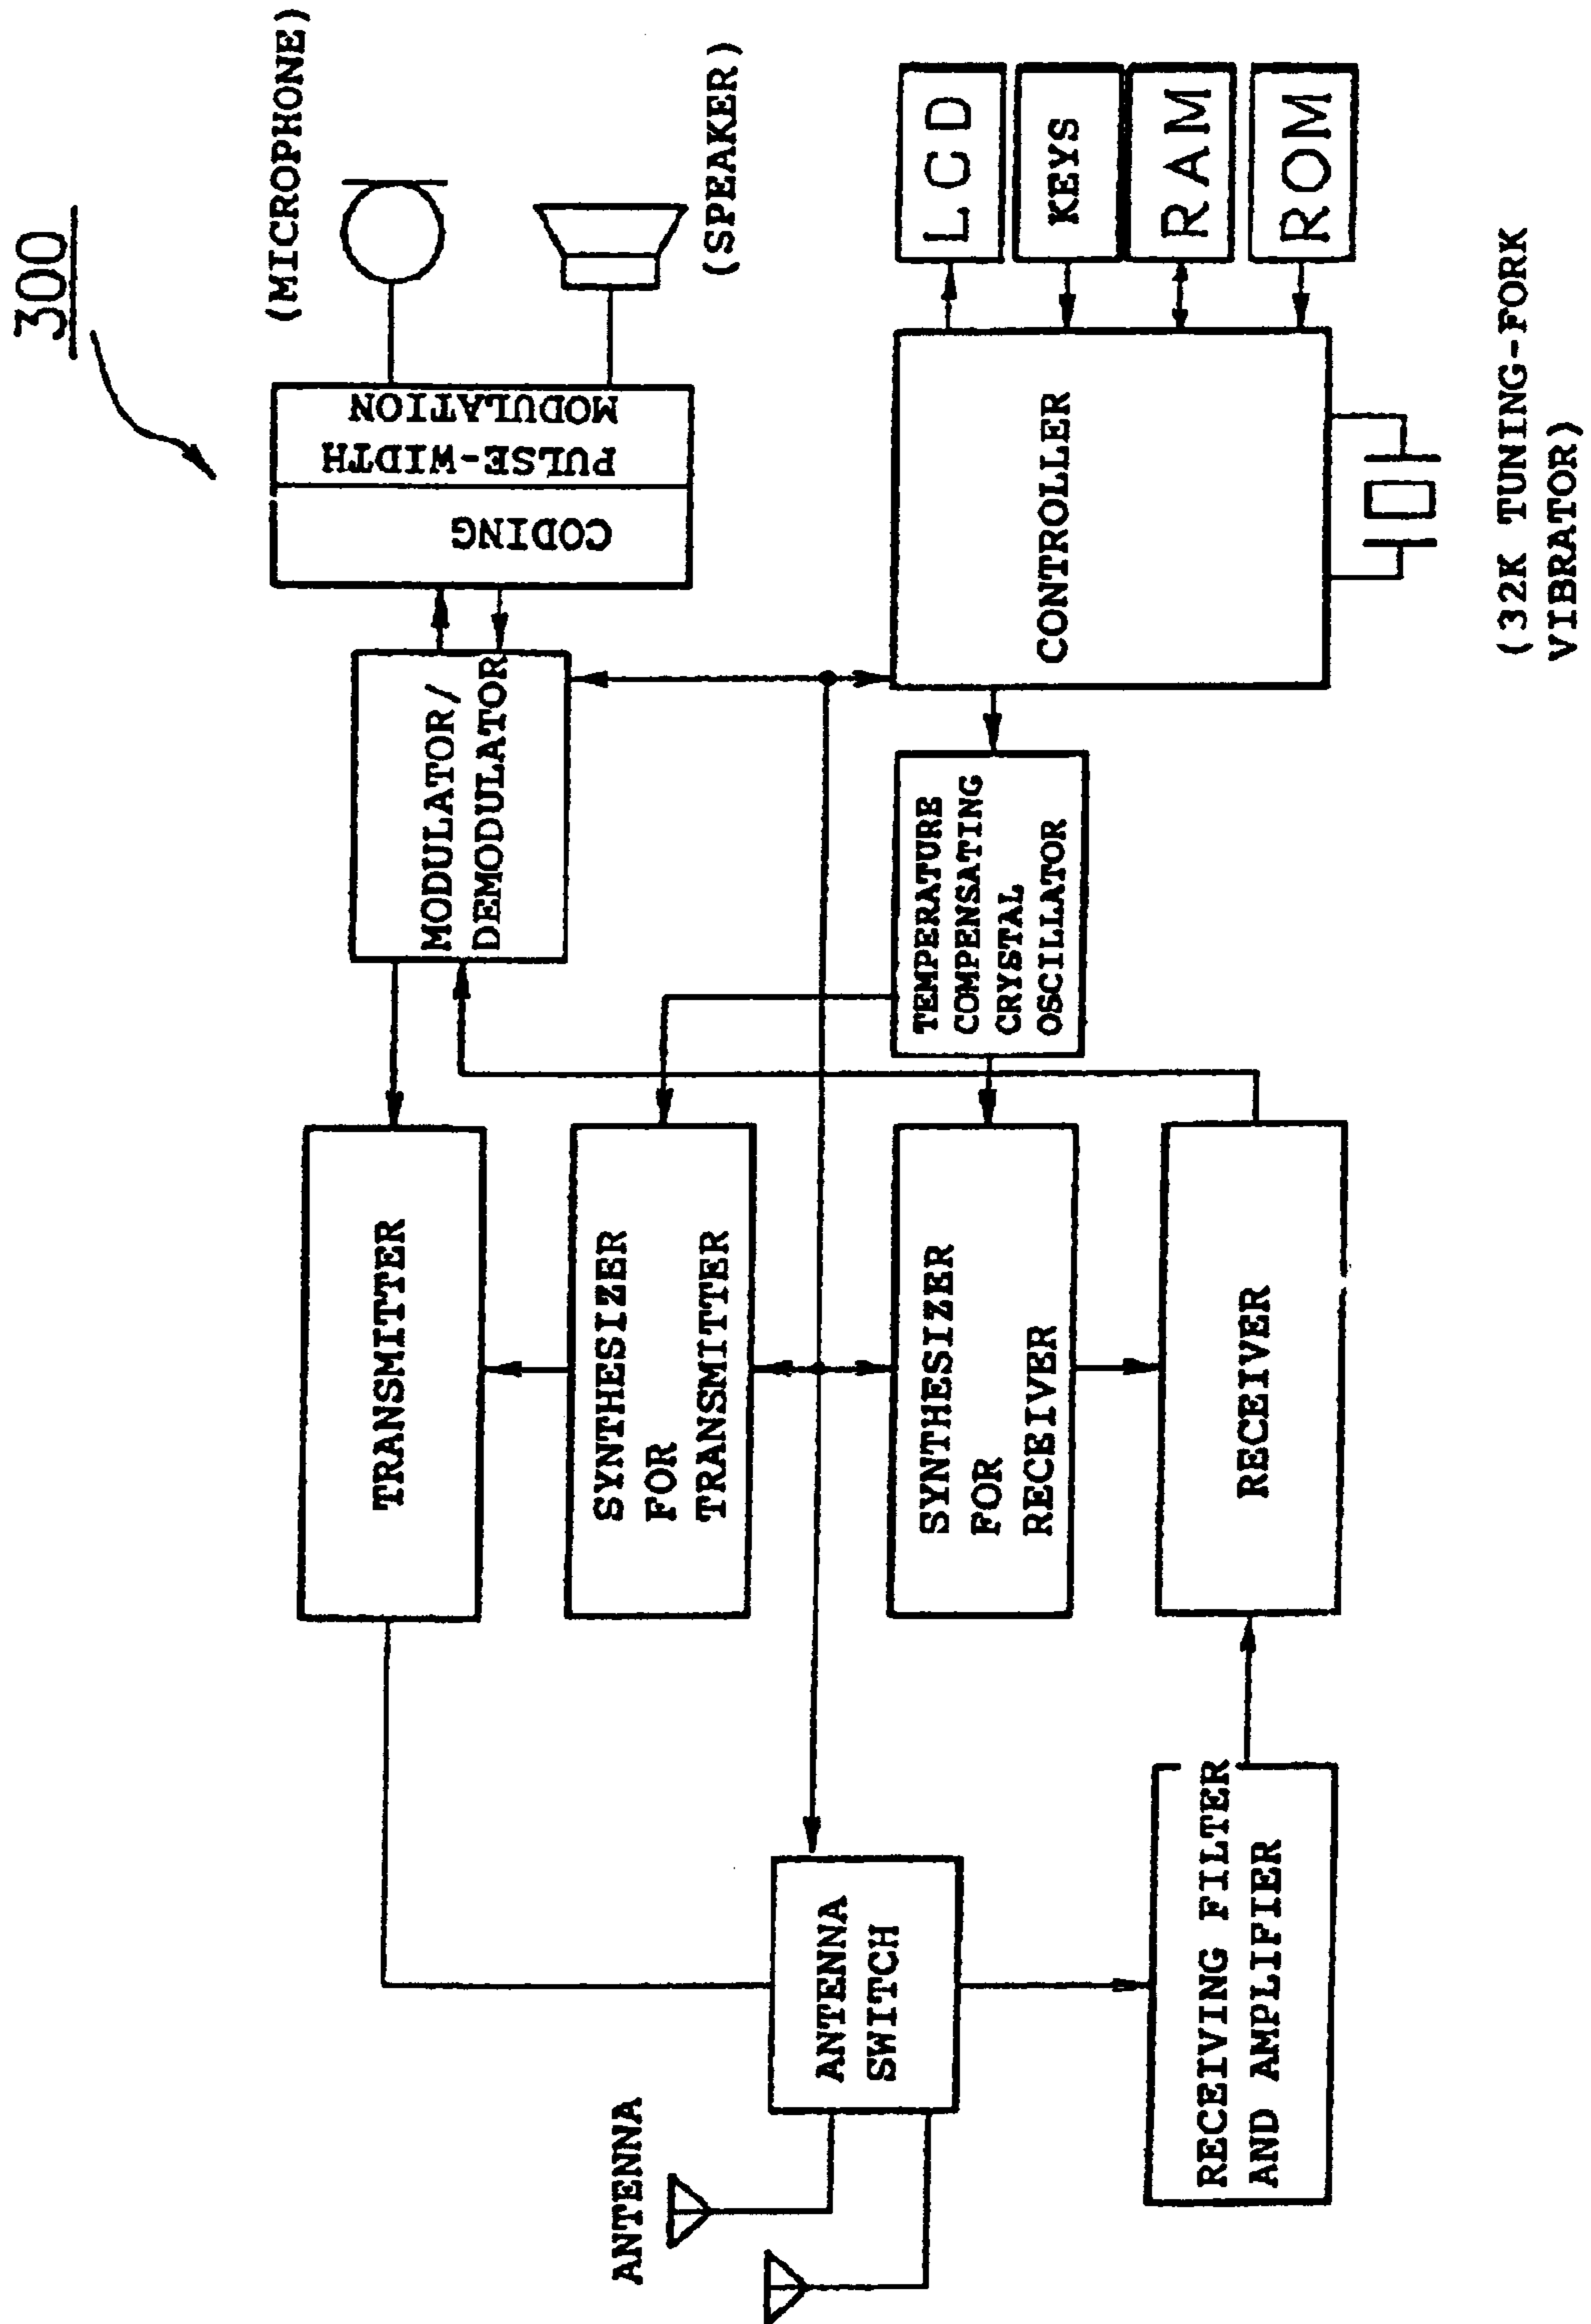 300
(MICROPHONE)
(SPEAKER)
PULSE-WIDTH
MODULATION
CODING
MODULATOR/
DEMODULATOR
TRANSMITTER
SYNTHESIZER
FOR
TRANSMITTER
SYNTHESIZER
FOR
RECEIVER
RECEIVER
TEMPERATURE
COMPENSATING
CRYSTAL
OSCILLATOR
CONTROLLER
LCD
KEYS
RAM
ROM
(32K TUNING-FORK
VIBRATOR)
ANTENNA
ANTENNA
SWITCH
RECEIVING FILTER
AND AMPLIFIER